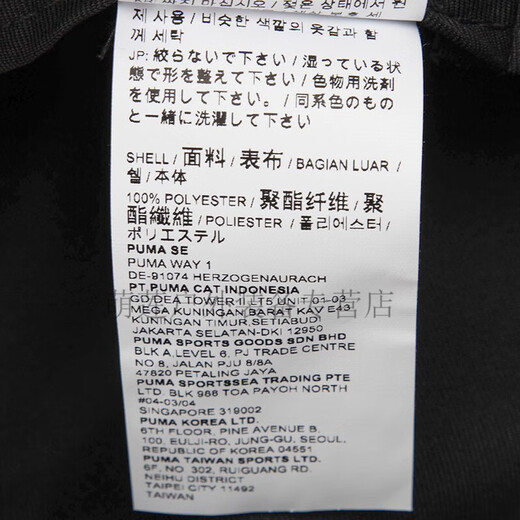 제 사용 / 비슷한 색깔의 옷감과 함
께 세탁
JP: 絞らないで下さい / 湿っている状
態で形を整えて下さい / 色物用洗剤
を使用して下さい。 / 同系色のもの
と一緒に洗濯して下さい
SHELL / 面料 / 表布 / BAGIAN LUAR /
쉘 / 本体
100% POLYESTER / 聚酯纤维 / 聚
酯纖維 / POLIESTER / 폴리에스터 /
ポリエステル
PUMA SE
PUMA WAY 1
DE-91074 HERZOGENAURACH
PT PUMA CAT INDONESIA
TOWER 15 UNIT 01-03
MEGA KUNINGAN BARAT KAV E43
KUNINGAN TIMUR, SETIABUDI
JAKARTA SELATAN-DKI 12950
PUMA SPORTS GOODS SDN BHD
BLK A, LEVEL 6, PJ TRADE CENTRE
NO 8, JALAN PJU 8/8A
47820 PETALING JAYA
PUMA SPORTSSEA TRADING PTE
LTD, BLK 988 TOA PAYOH NORTH
#04-03/04
SINGAPORE 319002
PUMA KOREA LTD.
6TH FLOOR, PINE AVENUE B,
100, EULJI-RO, JUNG-GU, SEOUL,
REPUBLIC OF KOREA 04551
PUMA TAIWAN SPORTS LTD.
6F, NO. 302, RUIGUANG RD.
NEIHU DISTRICT
TAIPEI CITY 11492
TAIWAN